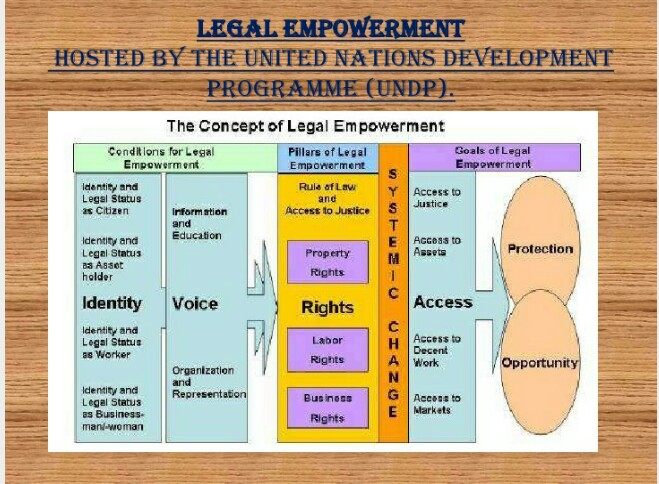 LEGAL EMPOWERMENT
HOSTED BY THE UNITED NATIONS DEVELOPMENT
PROGRAMME (UNDP).
The Concept of Legal Empowerment
Conditions for Legal
Empowerment
Pillars of Legal
Empowerment
Goals of Legal
Empowerment
Identity and
Legal Status
as Citizen
Identity and
Legal Status
as Asset
holder
Identity
Identity and
Legal Status
as Worker
Identity and
Legal Status
as Business-
man/-woman
Information
and
Education
Voice
Organization
and
Representation
Rule of Law
and
Access to Justice
Property
Rights
Rights
Labor
Rights
Business
Rights
SYSTEMIC CHANGE
Access to
Justice
Access to
Assets
Access
Access to
Decent
Work
Access to
Markets
Protection
Opportunity